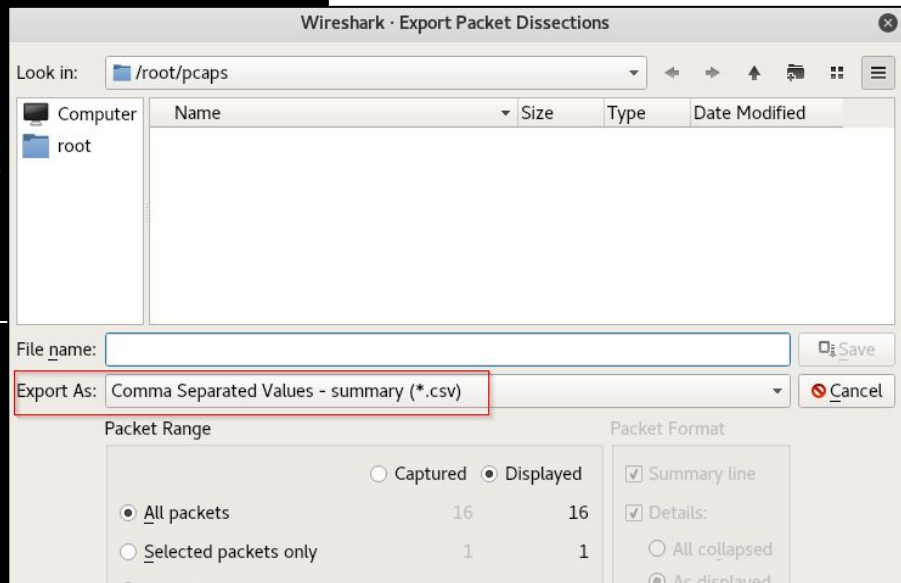 Wireshark · Export Packet Dissections
Look in: /root/pcaps
Computer
root
Name Size Type Date Modified
File name: Save
Export As: Comma Separated Values - summary (*.csv) Cancel
Packet Range Packet Format
Captured Displayed Summary line
All packets 16 16 Details:
Selected packets only 1 1 All collapsed
As displayed